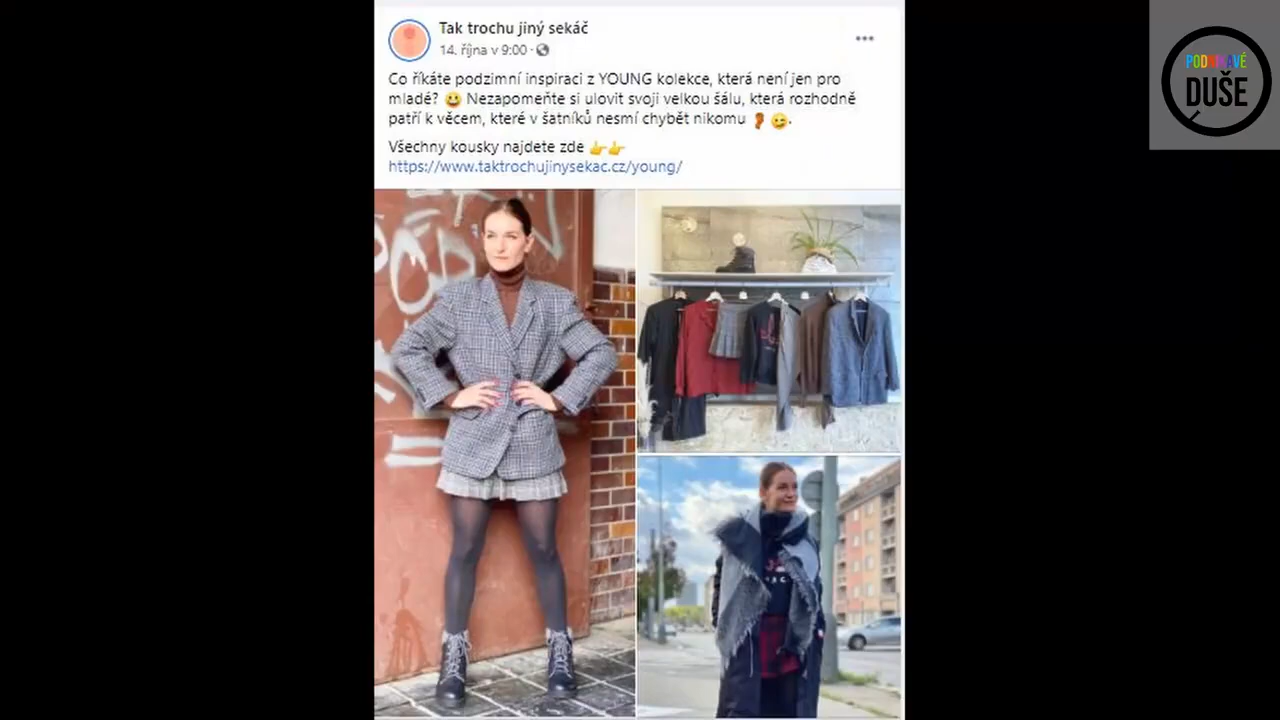 Tak trochu jiný sekáč
14. října v 9:00
Co říkáte podzimní inspiraci z YOUNG kolekce, která není jen pro
mladé? 😀 Nezapomeňte si ulovit svoji velkou šálu, která rozhodně
patří k věcem, které v šatníků nesmí chybět nikomu 🧣 😜.
Všechny kousky najdete zde 👉👉
https://www.taktrochujinysekac.cz/young/
DUŠE